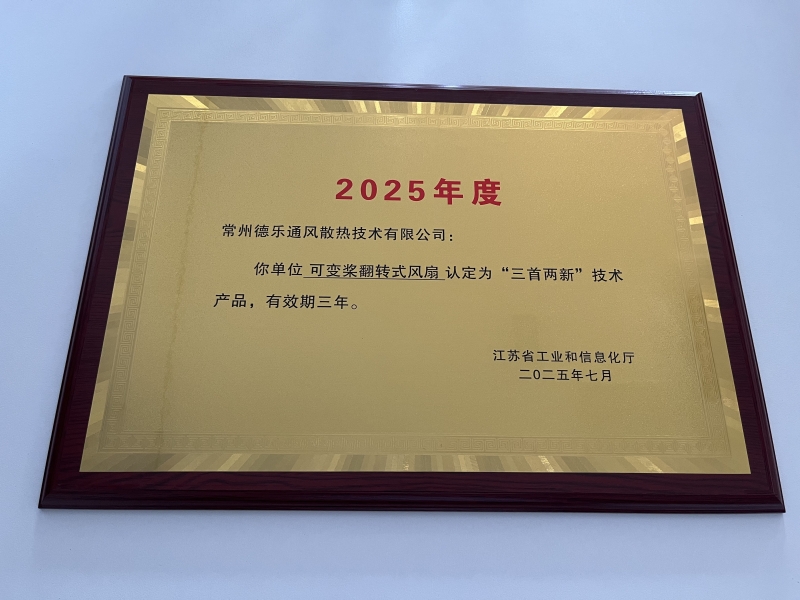 2025年度
常州德乐通风散热技术有限公司：
你单位 可变桨翻转式风扇 认定为“三首两新”技术
产品，有效期三年。
江苏省工业和信息化厅
二〇二五年七月